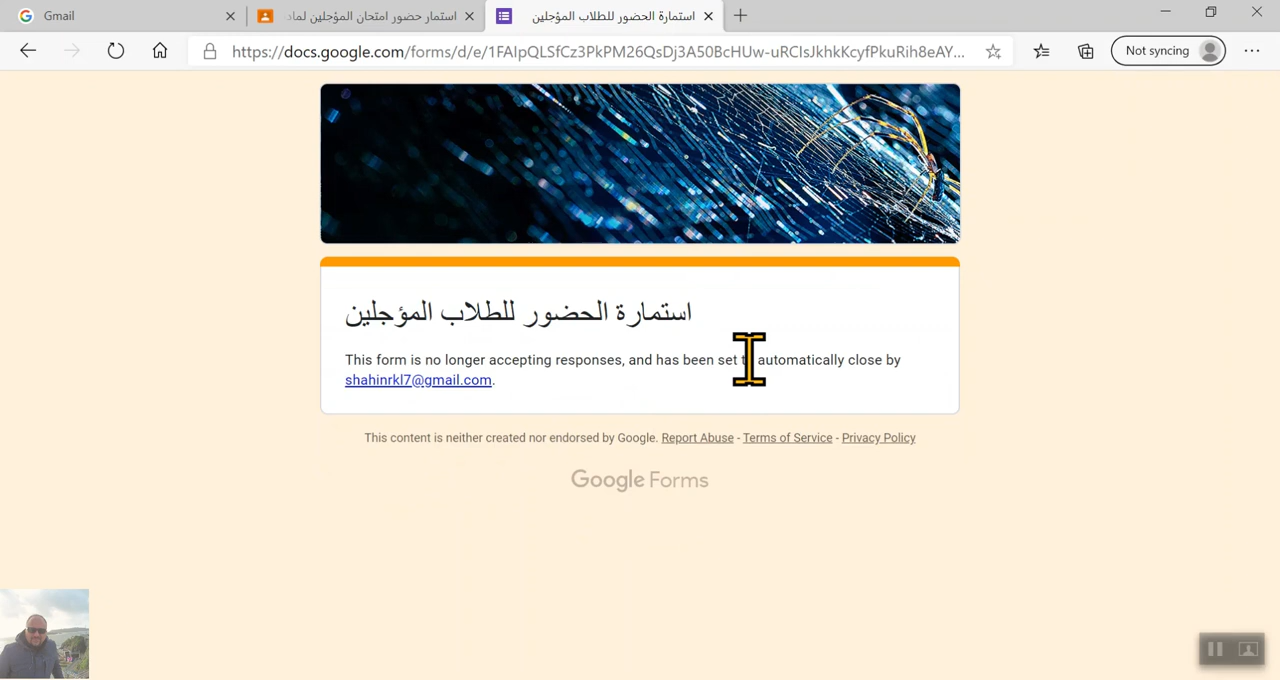 Gmail
استمار حضور امتحان المؤجلين لماد
استمارة الحضور للطلاب المؤجلين
https://docs.google.com/forms/d/e/1FAIpQLSfCz3PkPM26QsDj3A50BcHUw-uRCIsJkhkKcyfPkuRih8eAY...
Not syncing
استمارة الحضور للطلاب المؤجلين
This form is no longer accepting responses, and has been set automatically close by
shahinrkl7@gmail.com.
This content is neither created nor endorsed by Google. Report Abuse - Terms of Service - Privacy Policy
Google Forms